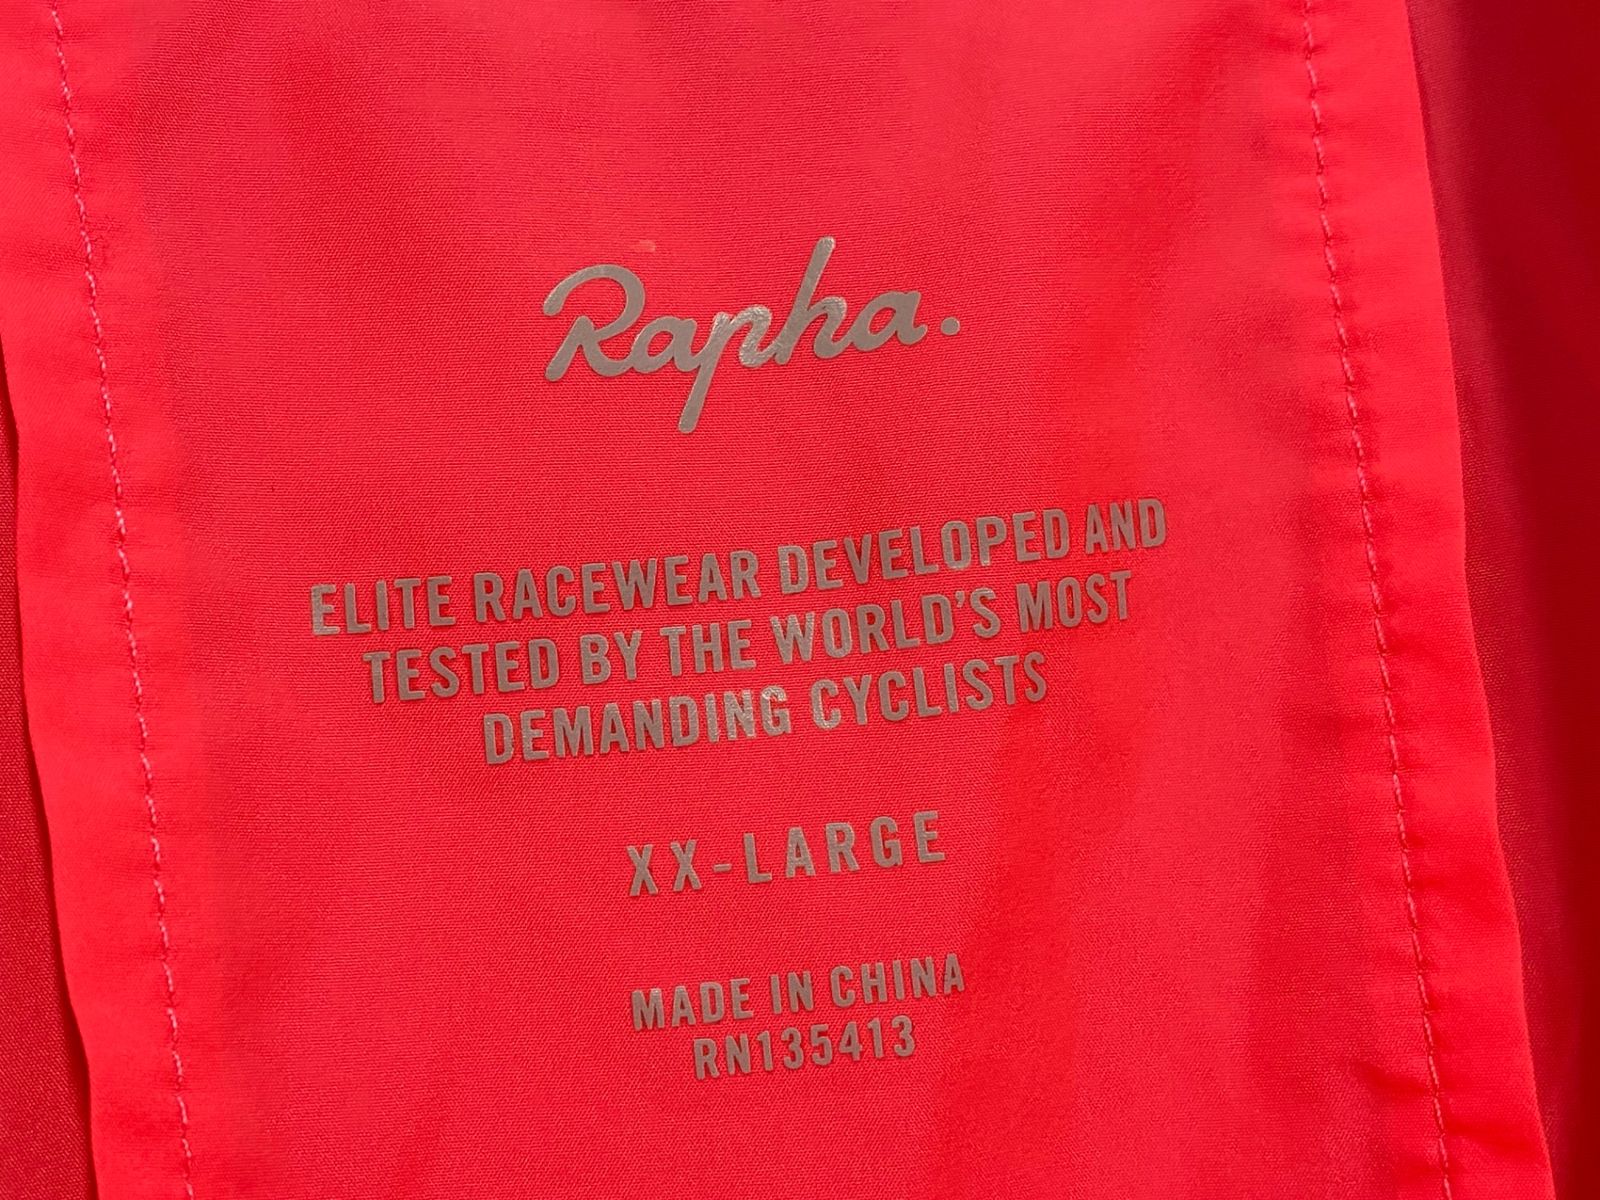 Rapha.
ELITE RACEWEAR DEVELOPED AND
TESTED BY THE WORLD'S MOST
DEMANDING CYCLISTS
XX-LARGE
MADE IN CHINA
RN135413